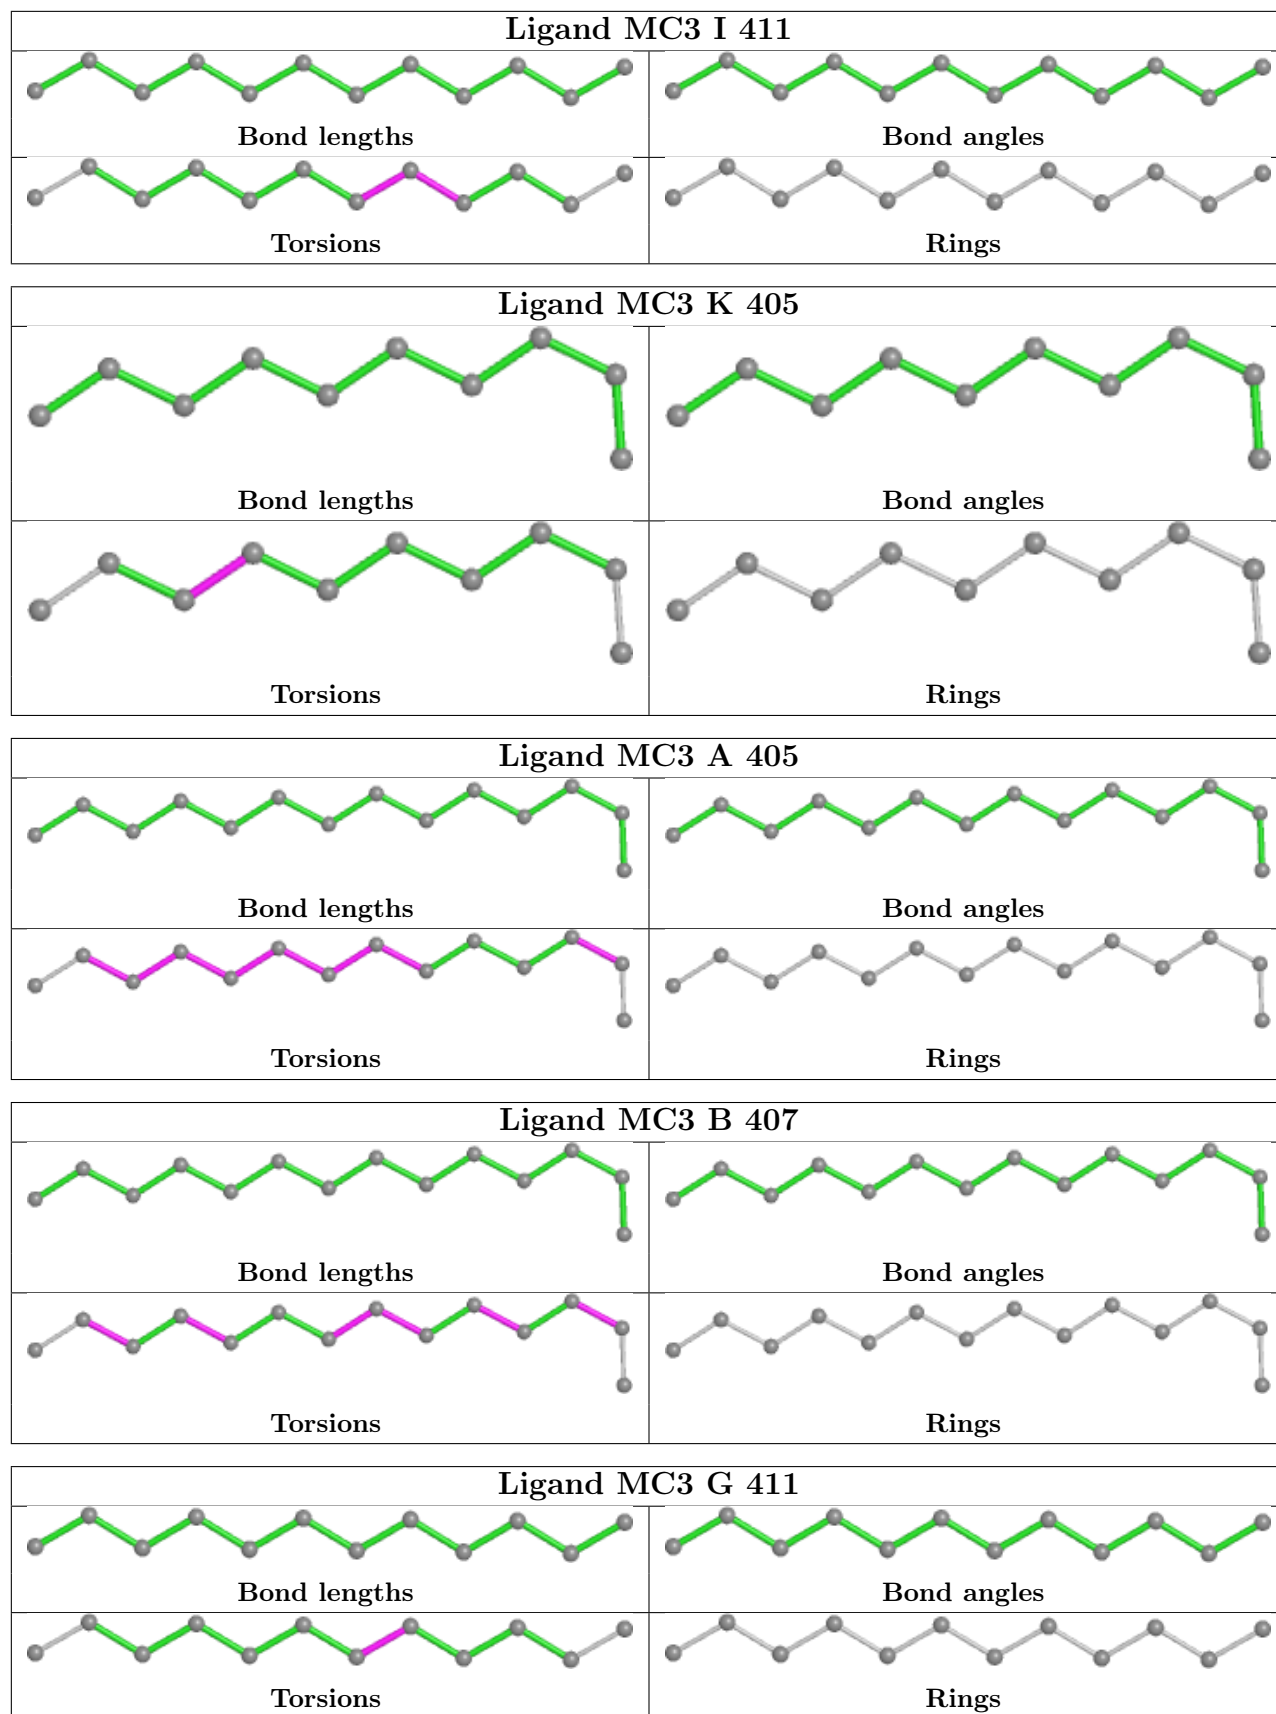 Ligand MC3 I 411
Bond lengths Bond angles
Torsions Rings
Ligand MC3 K 405
Bond lengths Bond angles
Torsions Rings
Ligand MC3 A 405
Bond lengths Bond angles
Torsions Rings
Ligand MC3 B 407
Bond lengths Bond angles
Torsions Rings
Ligand MC3 G 411
Bond lengths Bond angles
Torsions Rings